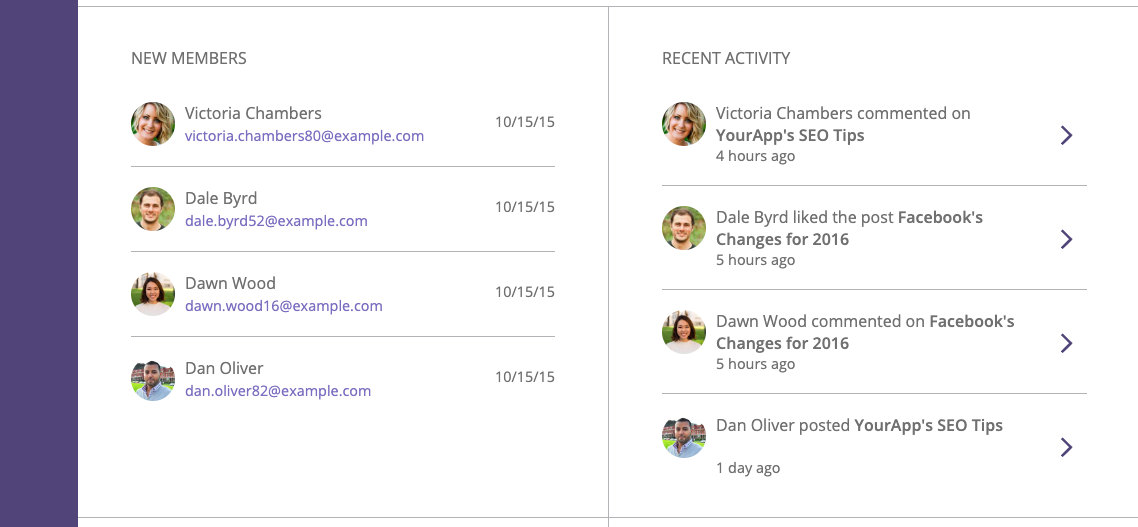 NEW MEMBERS
Victoria Chambers
victoria.chambers80@example.com
10/15/15
Dale Byrd
dale.byrd52@example.com
10/15/15
Dawn Wood
dawn.wood16@example.com
10/15/15
Dan Oliver
dan.oliver82@example.com
10/15/15
RECENT ACTIVITY
Victoria Chambers commented on
YourApp's SEO Tips
4 hours ago
Dale Byrd liked the post Facebook's
Changes for 2016
5 hours ago
Dawn Wood commented on Facebook's
Changes for 2016
5 hours ago
Dan Oliver posted YourApp's SEO Tips
1 day ago